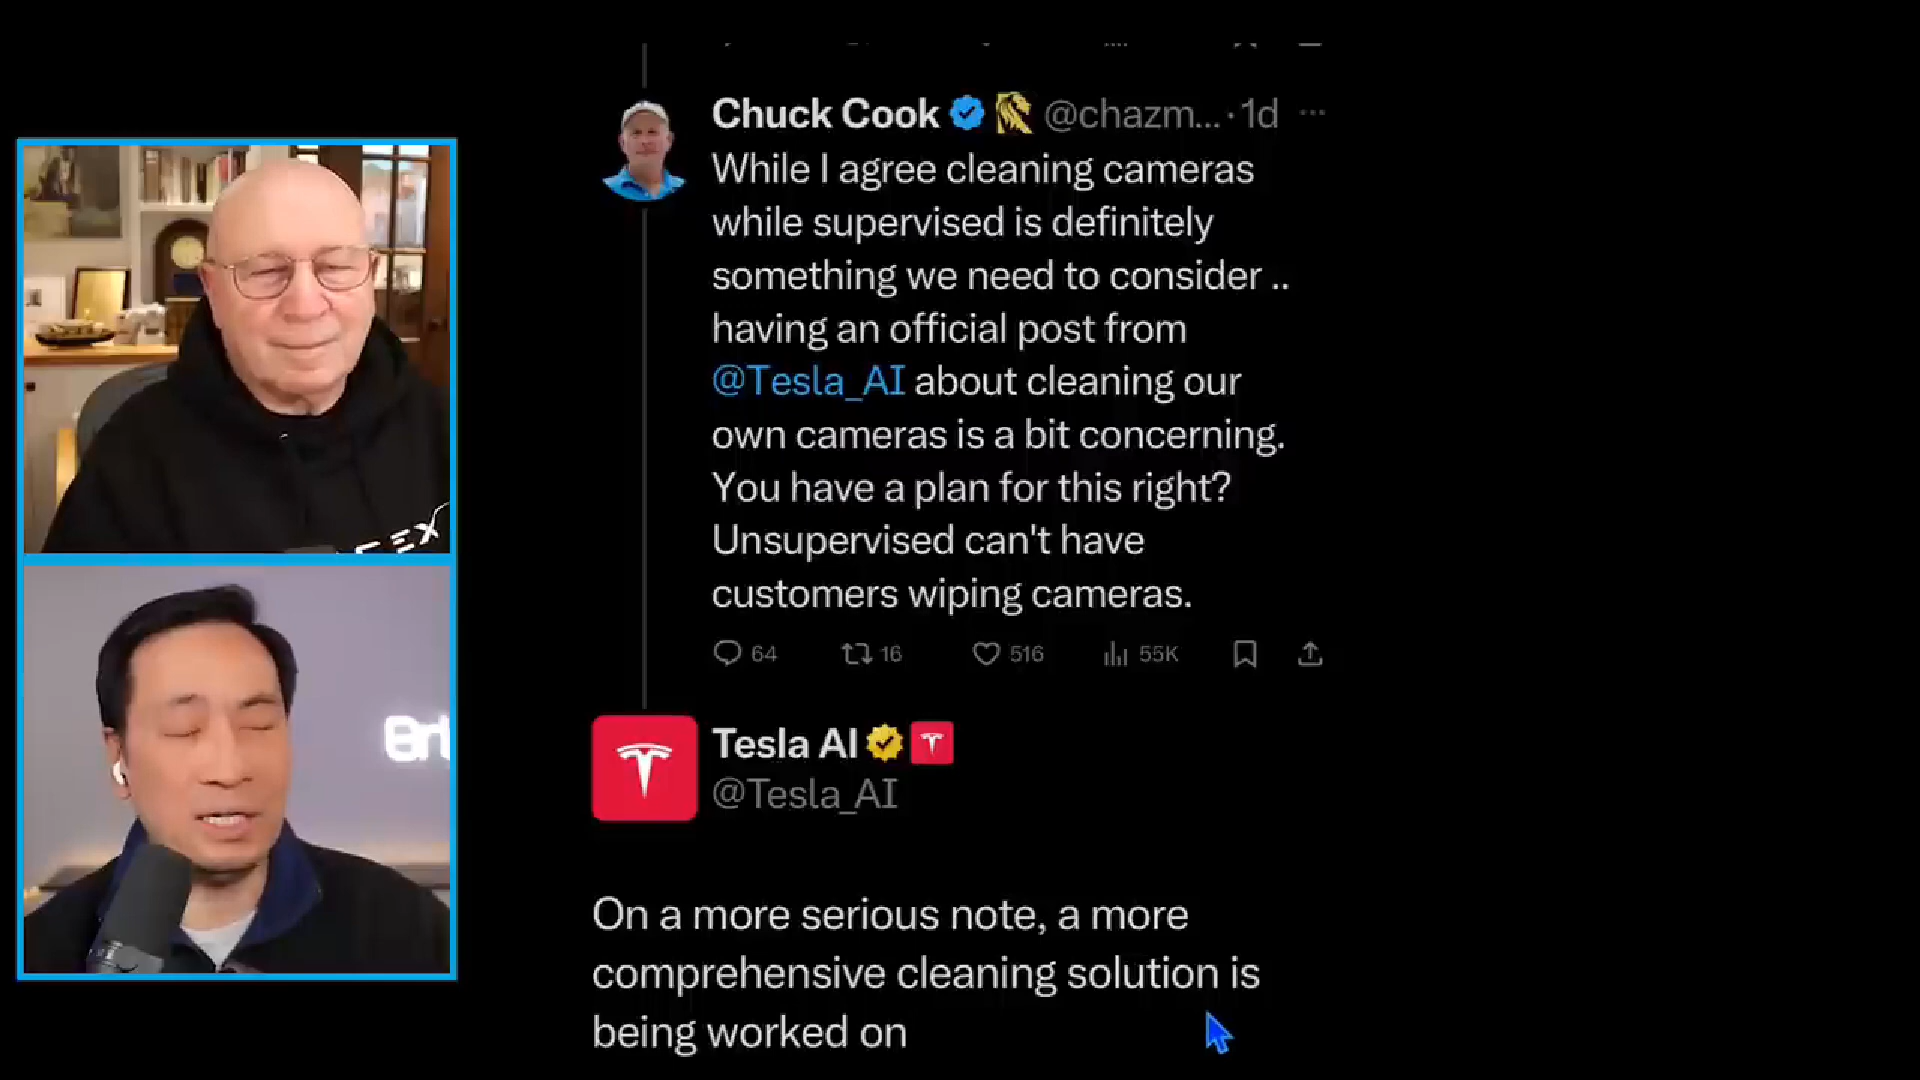 Chuck Cook @chazm... · 1d
While I agree cleaning cameras
while supervised is definitely
something we need to consider ..
having an official post from
@Tesla_AI about cleaning our
own cameras is a bit concerning.
You have a plan for this right?
Unsupervised can't have
customers wiping cameras.
64 16 516 55K
Tesla AI
@Tesla_AI
On a more serious note, a more
comprehensive cleaning solution is
being worked on